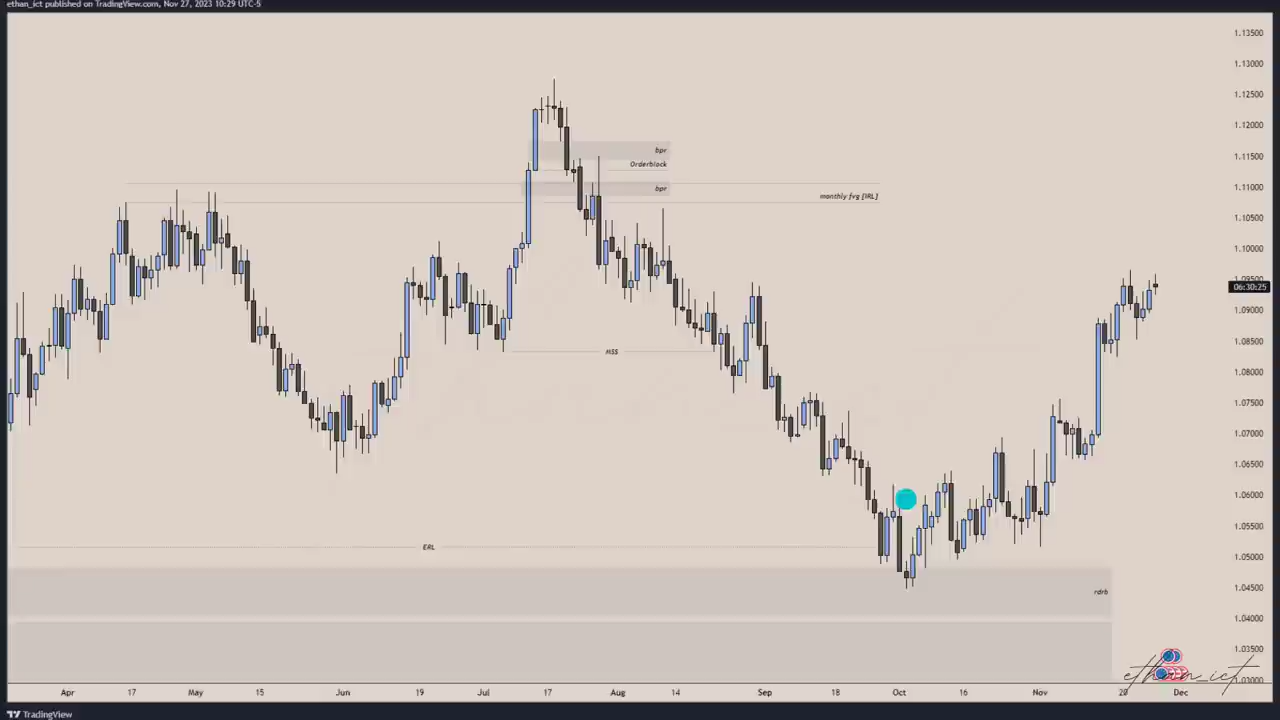 ethan_ict published on TradingView.com, Nov 27, 2023 10:29 UTC-5
1.13500
1.13000
1.12500
1.12000
bpr
1.11500
Orderblock
bpr
1.11000
monthly fvg [IRL]
1.10500
1.10000
1.09500
06:30:25
1.09000
1.08500
MSS
1.08000
1.07500
1.07000
1.06500
1.06000
1.05500
ERL
1.05000
1.04500
rdrb
1.04000
1.03500
ethan_ict
1.03000
Apr 17 May 15 Jun 19 Jul 17 Aug 14 Sep 18 Oct 16 Nov 20 Dec
TradingView